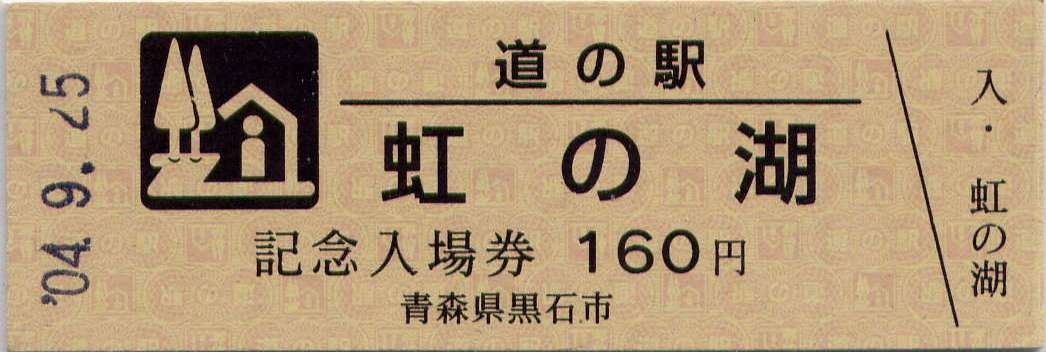 '04. 9. 25
道の駅
虹の湖
記念入場券 160円
青森県黒石市
入・虹の湖